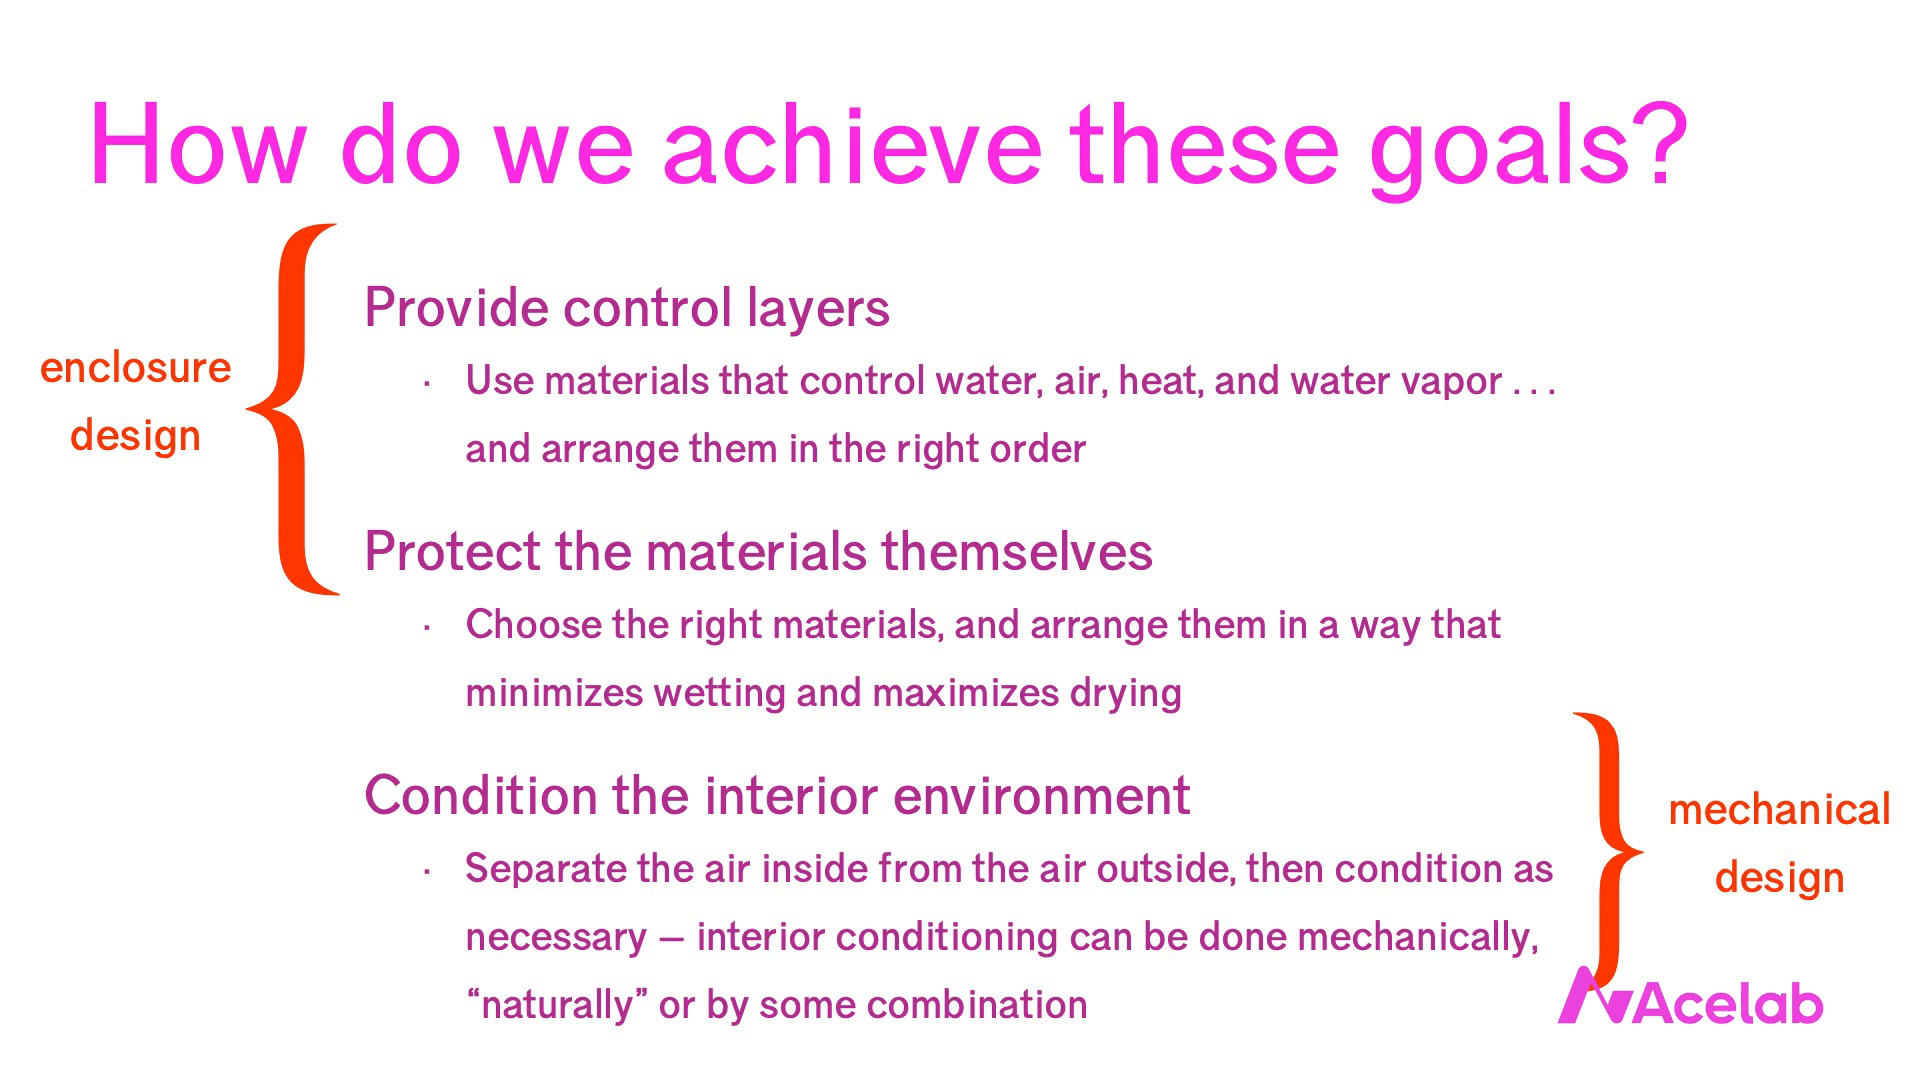 How do we achieve these goals?
enclosure
design
Provide control layers
· Use materials that control water, air, heat, and water vapor . . .
and arrange them in the right order
Protect the materials themselves
· Choose the right materials, and arrange them in a way that
minimizes wetting and maximizes drying
Condition the interior environment
· Separate the air inside from the air outside, then condition as
necessary – interior conditioning can be done mechanically,
“naturally” or by some combination
mechanical
design
Acelab